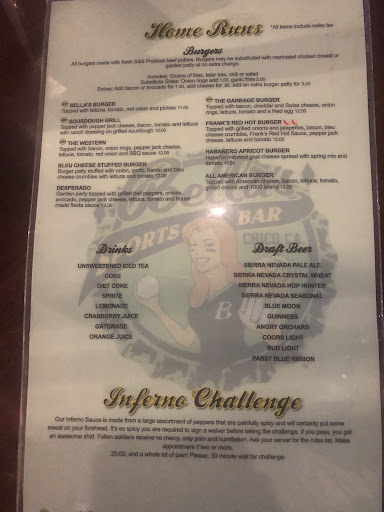 Home Runs
*All items include sales tax
Burgers
All burgers made with fresh S&S Produce beef patties. Burgers may be substituted with marinated chicken breast or
garden patty at no extra charge.
Includes: Choice of fries, tater tots, chili or salad
Substitute Sides: Onion rings add 1.00, garlic fries
Extras: Add bacon or avocado for 1.00, add cheese for .50, add an extra burger patty for 3.00
BELLA'S BURGER
Topped with lettuce, tomato, red onion and pickles 11.00
SOURDOUGH GRILL
Topped with pepper jack cheese, bacon, tomato and lettuce
with ranch dressing on grilled sourdough 12.00
THE WESTERN
Topped with bacon, onion rings, pepper jack cheese,
lettuce, tomato, red onion and BBQ sauce 12.00
BLEU CHEESE STUFFED BURGER
Burger patty stuffed with onion, garlic, bacon and bleu
cheese crumbles with lettuce and tomato 12.00
DESPERADO
Garden patty topped with grilled bell peppers, onions
avocado, pepper jack cheese, lettuce, tomato and house
made fiesta sauce 12.00
THE GARBAGE BURGER
Topped with bacon, cheddar and Swiss cheese, onion
rings, lettuce, tomato and a fried egg 12.50
FRANK'S RED HOT BURGER
Topped with grilled onions and jalapeños, bacon, bleu
cheese crumbles, Frank's Red Hot Sauce, pepper jack
cheese, lettuce and tomato
HABAÑERO APRICOT BURGER
Habañero-apricot goat cheese spread with spring mix and
tomato
ALL AMERICAN BURGER
Topped with American cheese, bacon, lettuce, tomato,
grilled onions and 1000 island
SPORTS BAR
CHICO CA
B
Drinks
UNSWEETENED ICED TEA
COKE
DIET COKE
SPRITE
LEMONADE
CRANBERRY JUICE
GATORADE
ORANGE JUICE
Draft Beer
SIERRA NEVADA PALE ALE
SIERRA NEVADA CRYSTAL WHEAT
SIERRA NEVADA HOP HUNTER
SIERRA NEVADA SEASONAL
BLUE MOON
GUINNESS
ANGRY ORCHARD
COORS LIGHT
BUD LIGHT
PABST BLUE RIBBON
Inferno Challenge
Our Inferno Sauce is made from a large assortment of peppers that are painfully spicy and will certainly put some
sweat on your forehead. It's so spicy you are required to sign a waiver before taking the challenge. If you pass, you get
an awesome shirt. Fallen soldiers receive no mercy, only pain and humiliation. Ask your server for the rules list. Make
appointment if two or more.
20.00, and a whole lot of pain! Please, 30 minute wait for challenge.